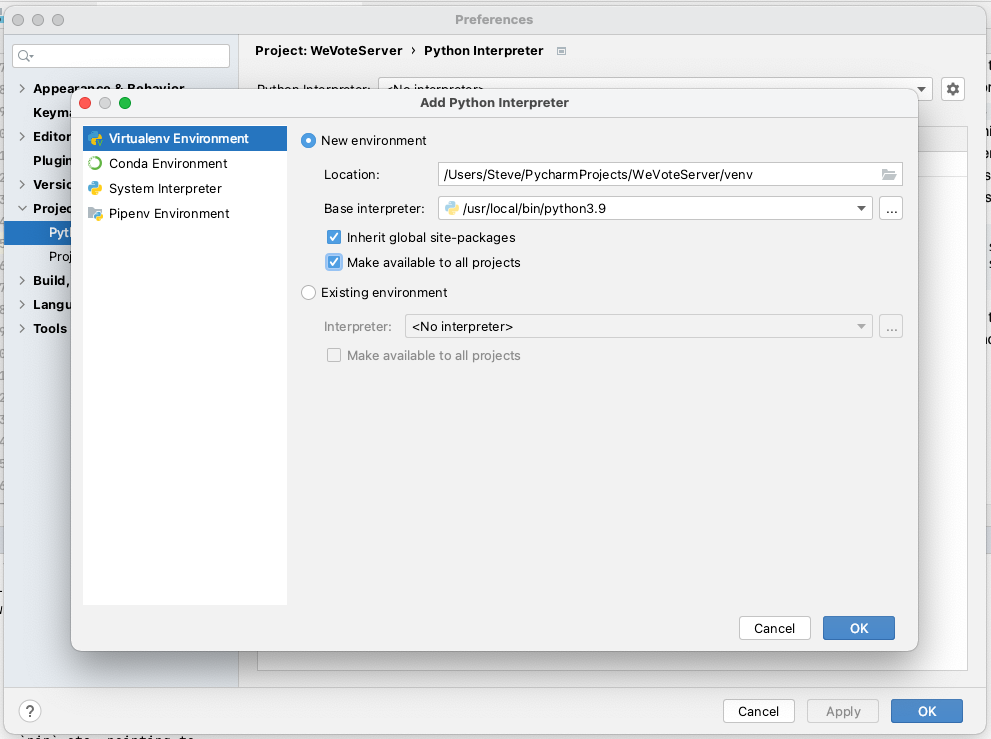 Preferences
Project: WeVoteServer › Python Interpreter
Appearance & Behavior
Python Interpreter: <No interpreter>
Add Python Interpreter
Keyma
Editor
Plugin
Versio
Projec
Pyth
Proj
Build,
Langu
Tools
Virtualenv Environment
Conda Environment
System Interpreter
Pipenv Environment
New environment
Location: /Users/Steve/PycharmProjects/WeVoteServer/venv
Base interpreter: /usr/local/bin/python3.9
...
Inherit global site-packages
Make available to all projects
Existing environment
Interpreter: <No interpreter>
...
Make available to all projects
Cancel
OK
?
Cancel
Apply
OK